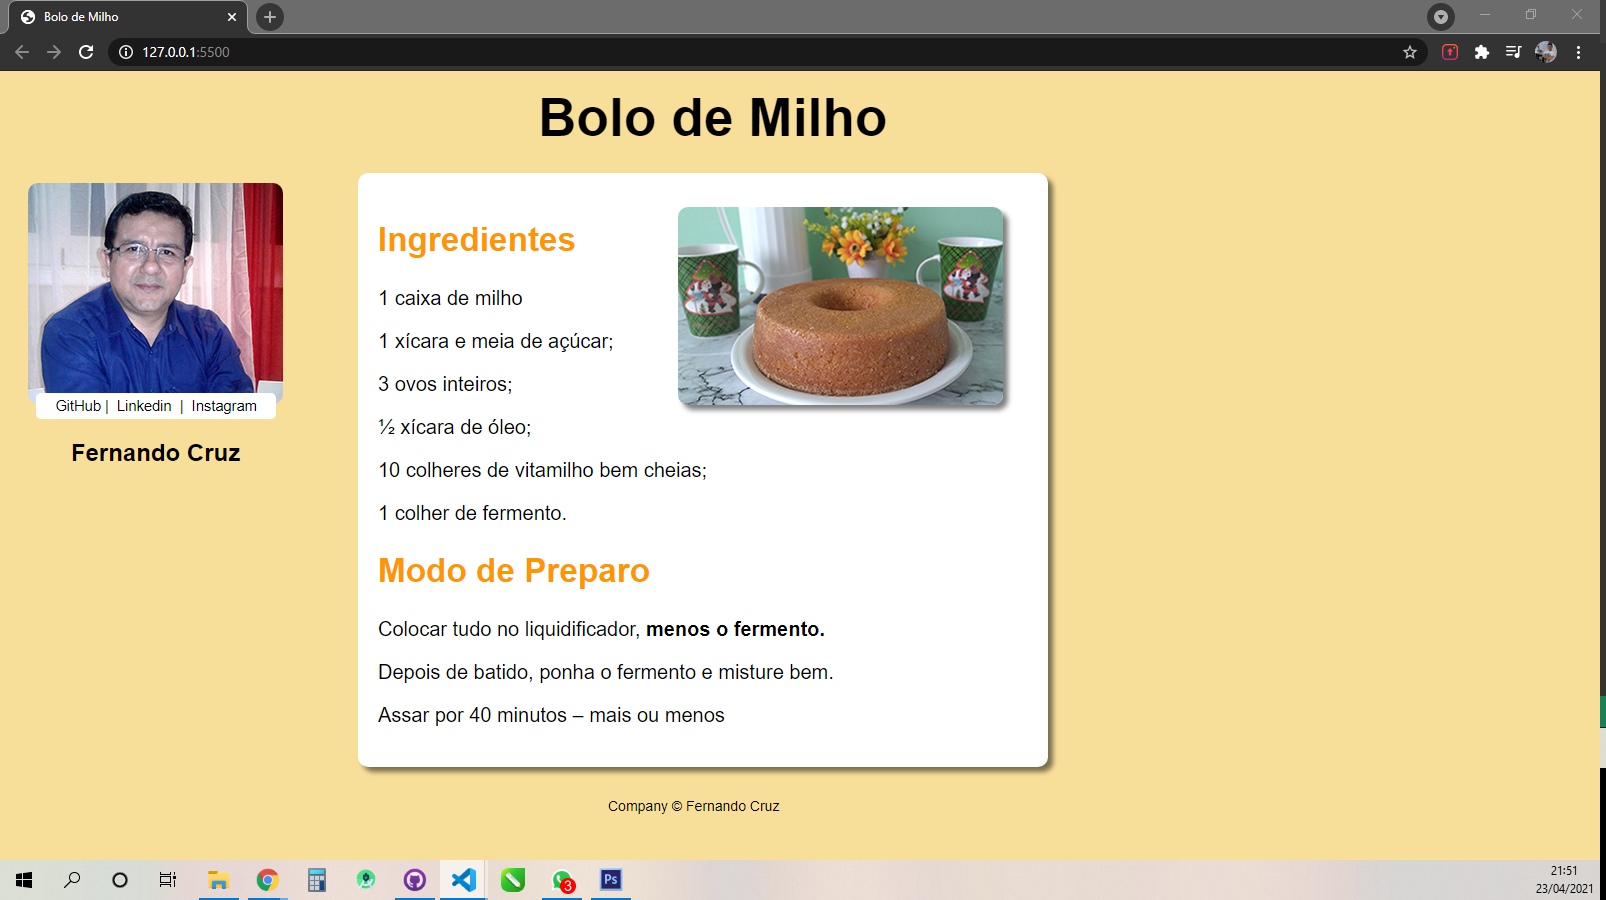 Bolo de Milho
127.0.0.1:5500
Bolo de Milho
GitHub | Linkedin | Instagram
Fernando Cruz
Ingredientes
1 caixa de milho
1 xícara e meia de açúcar;
3 ovos inteiros;
½ xícara de óleo;
10 colheres de vitamilho bem cheias;
1 colher de fermento.
Modo de Preparo
Colocar tudo no liquidificador, menos o fermento.
Depois de batido, ponha o fermento e misture bem.
Assar por 40 minutos – mais ou menos
Company © Fernando Cruz
3
Ps
21:51
23/04/2021